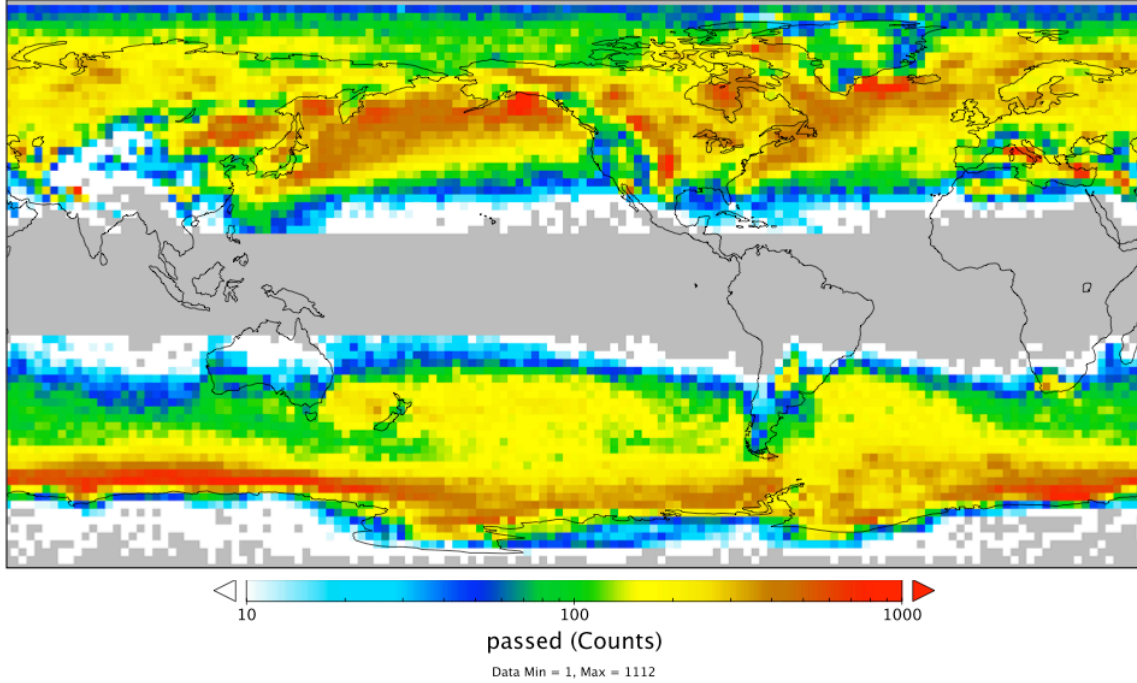 10 100 1000
passed (Counts)
Data Min = 1, Max = 1112